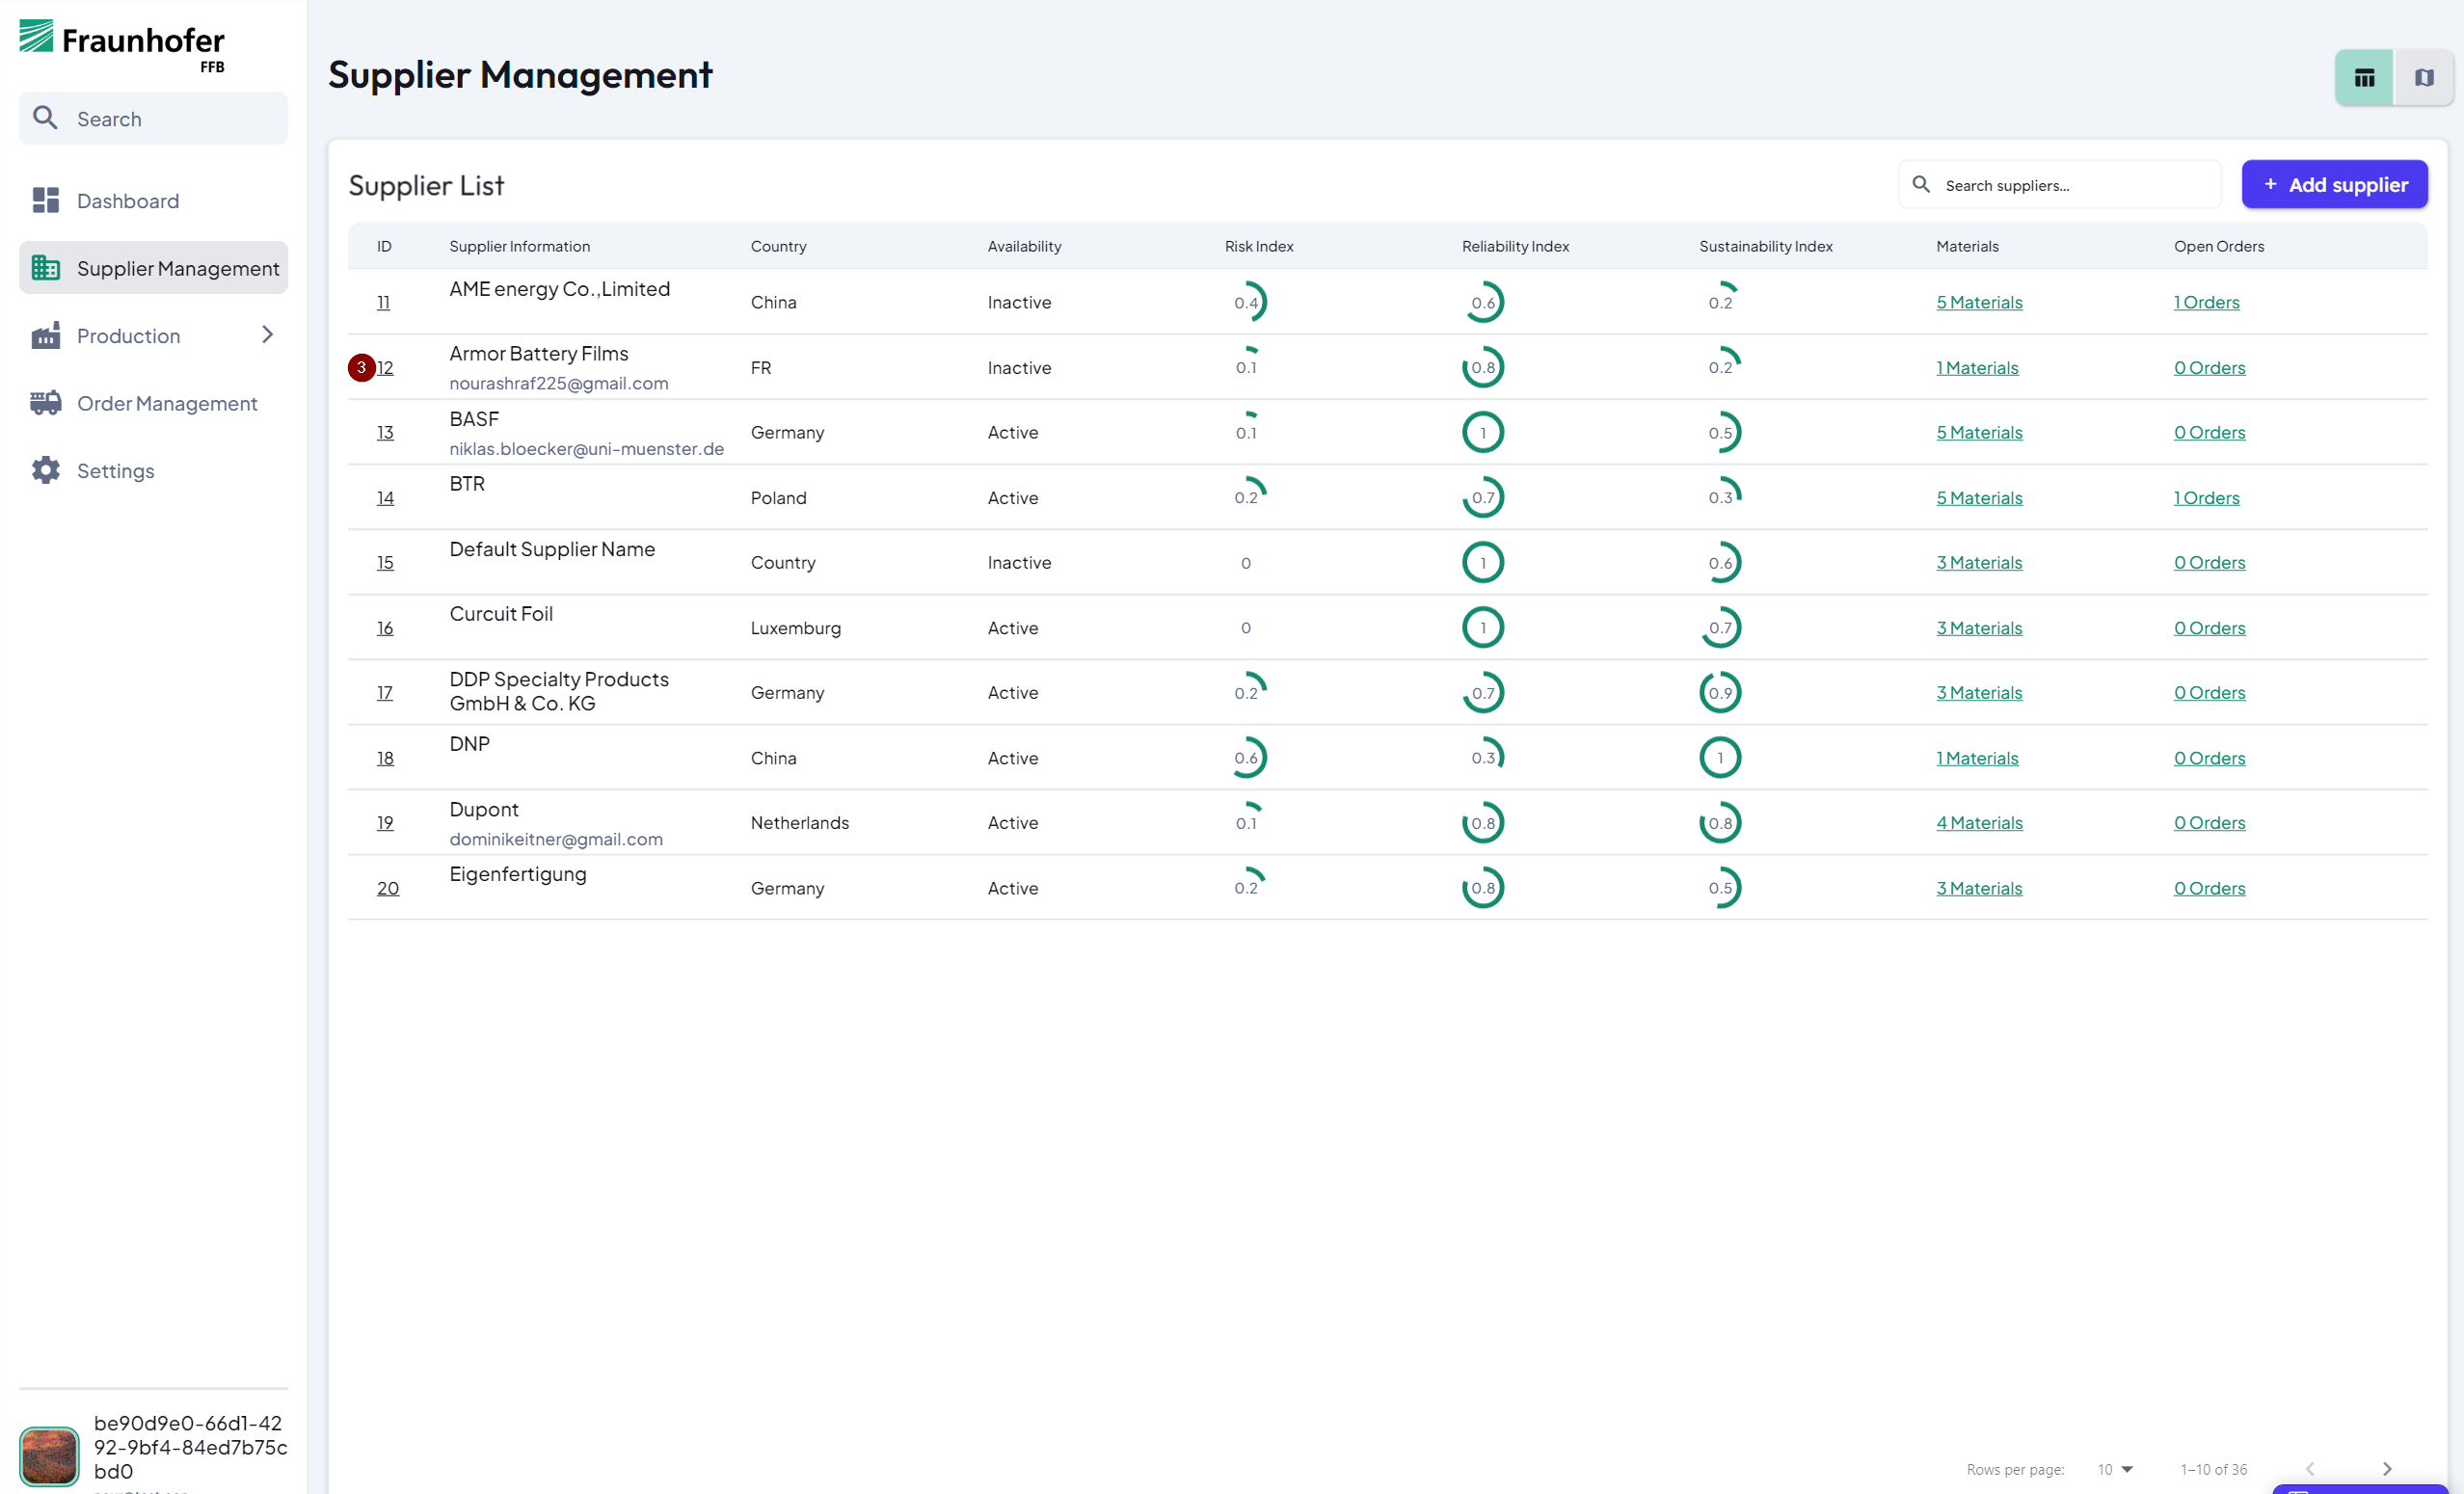 Fraunhofer
FFB
Search
Dashboard
Supplier Management
Production
Order Management
Settings
be90d9e0-66d1-42
92-9bf4-84ed7b75c
bd0
Supplier Management
Supplier List
Search suppliers...
+ Add supplier
ID Supplier Information Country Availability Risk Index Reliability Index Sustainability Index Materials Open Orders
11 AME energy Co.,Limited China Inactive 0.4 0.6 0.2 5 Materials 1 Orders
3 12 Armor Battery Films FR Inactive 0.1 0.8 0.2 1 Materials 0 Orders
nourashraf225@gmail.com
13 BASF Germany Active 0.1 1 0.5 5 Materials 0 Orders
niklas.bloecker@uni-muenster.de
14 BTR Poland Active 0.2 0.7 0.3 5 Materials 1 Orders
15 Default Supplier Name Country Inactive 0 1 0.6 3 Materials 0 Orders
16 Curcuit Foil Luxemburg Active 0 1 0.7 3 Materials 0 Orders
17 DDP Specialty Products Germany Active 0.2 0.7 0.9 3 Materials 0 Orders
GmbH & Co. KG
18 DNP China Active 0.6 0.3 1 1 Materials 0 Orders
19 Dupont Netherlands Active 0.1 0.8 0.8 4 Materials 0 Orders
dominikeitner@gmail.com
20 Eigenfertigung Germany Active 0.2 0.8 0.5 3 Materials 0 Orders
Rows per page: 10 1–10 of 36